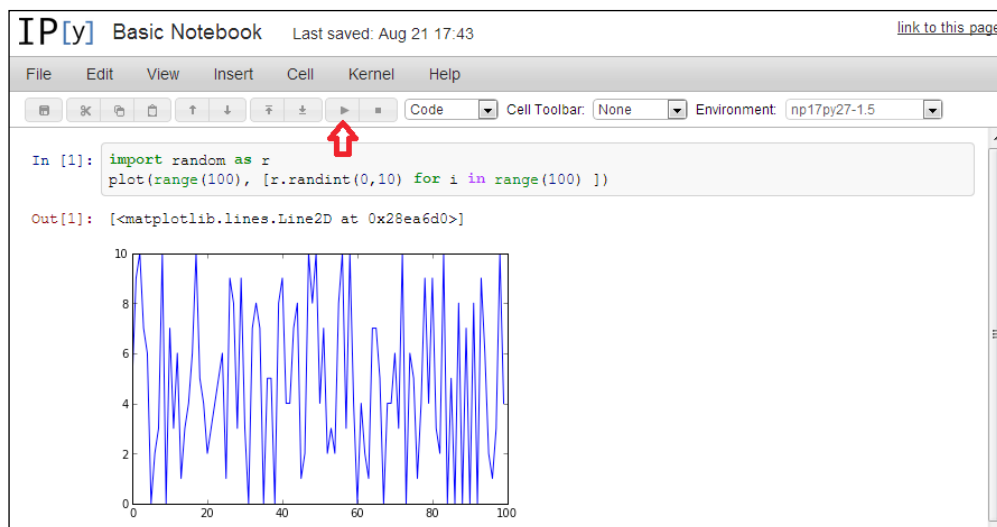 IP[y] Basic Notebook Last saved: Aug 21 17:43 link to this page
File Edit View Insert Cell Kernel Help
Code Cell Toolbar: None Environment: np17py27-1.5
In [1]: import random as r
plot(range(100), [r.randint(0,10) for i in range(100) ])
Out[1]: [<matplotlib.lines.Line2D at 0x28ea6d0>]
10
8
6
4
2
0
0 20 40 60 80 100